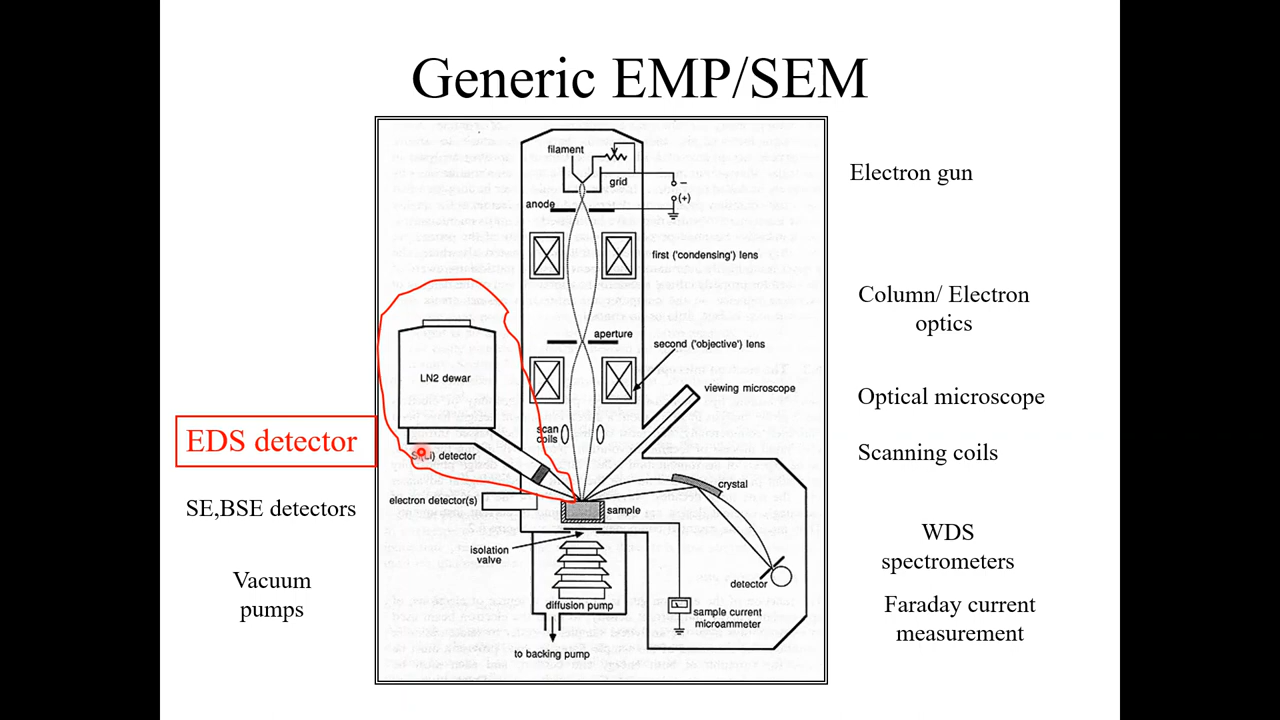 Generic EMP/SEM
filament
grid
−
(+)
anode
Electron gun
first ('condensing') lens
Column/ Electron
optics
aperture
second ('objective') lens
LN2 dewar
viewing microscope
Optical microscope
scan
coils
Scanning coils
EDS detector
Si(Li) detector
crystal
electron detector(s)
sample
SE,BSE detectors
WDS
spectrometers
isolation
valve
detector
Vacuum
pumps
diffusion pump
sample current
microammeter
Faraday current
measurement
to backing pump